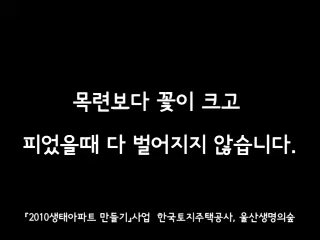 목련보다 꽃이 크고
피었을때 다 벌어지지 않습니다.
「2010생태아파트 만들기」사업 한국토지주택공사, 울산생명의숲